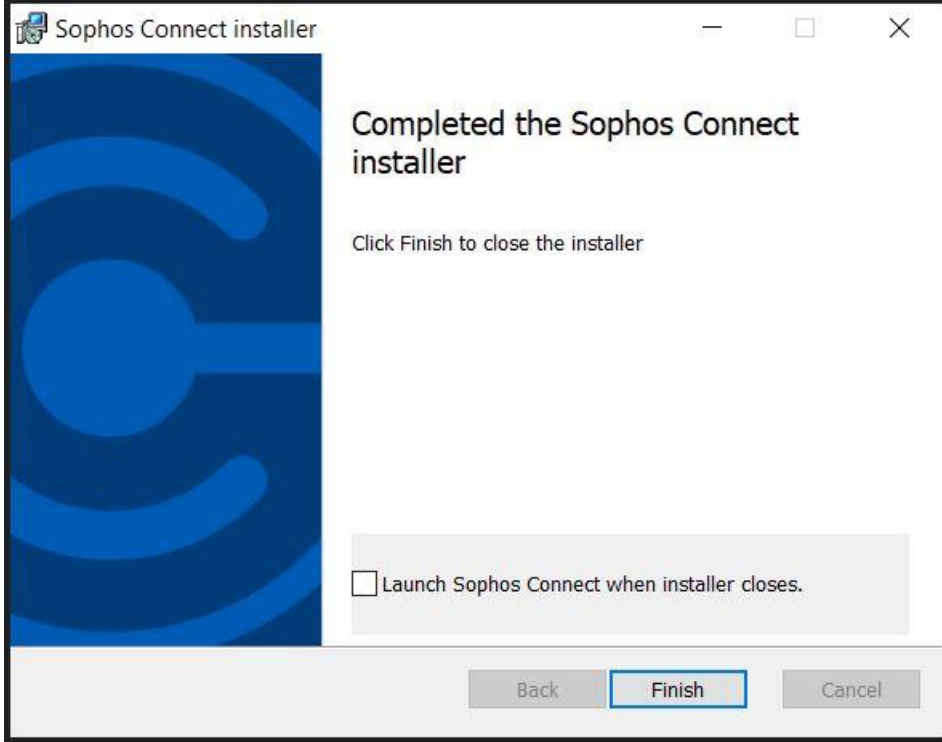 Sophos Connect installer
Completed the Sophos Connect
installer
Click Finish to close the installer
Launch Sophos Connect when installer closes.
Back Finish Cancel